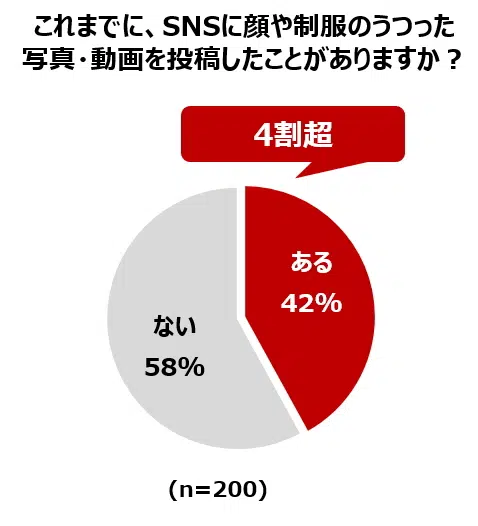 これまでに、SNSに顔や制服のうつった
写真・動画を投稿したことがありますか？
4割超
ある
42%
ない
58%
(n=200)